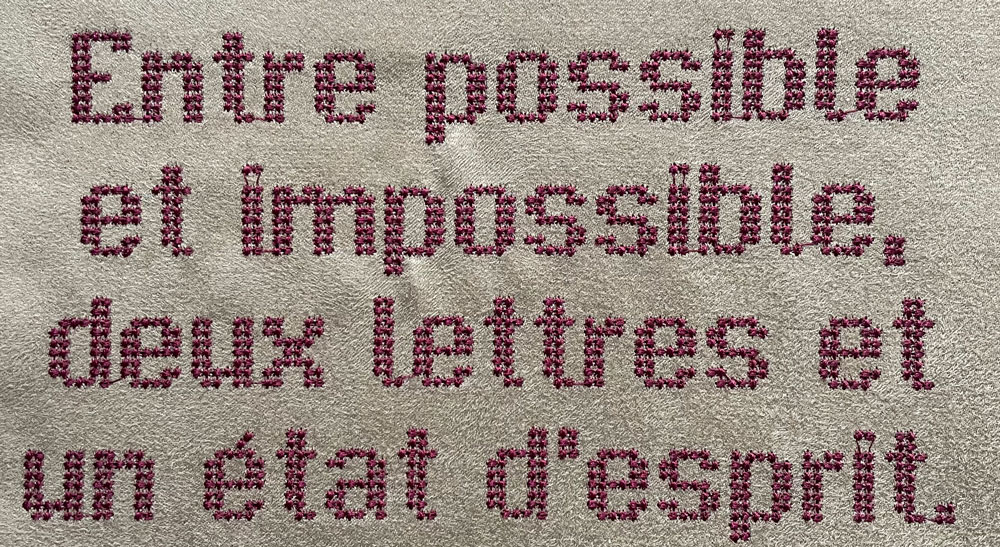 Entre possible
et impossible,
deux lettres et
un état d'esprit.